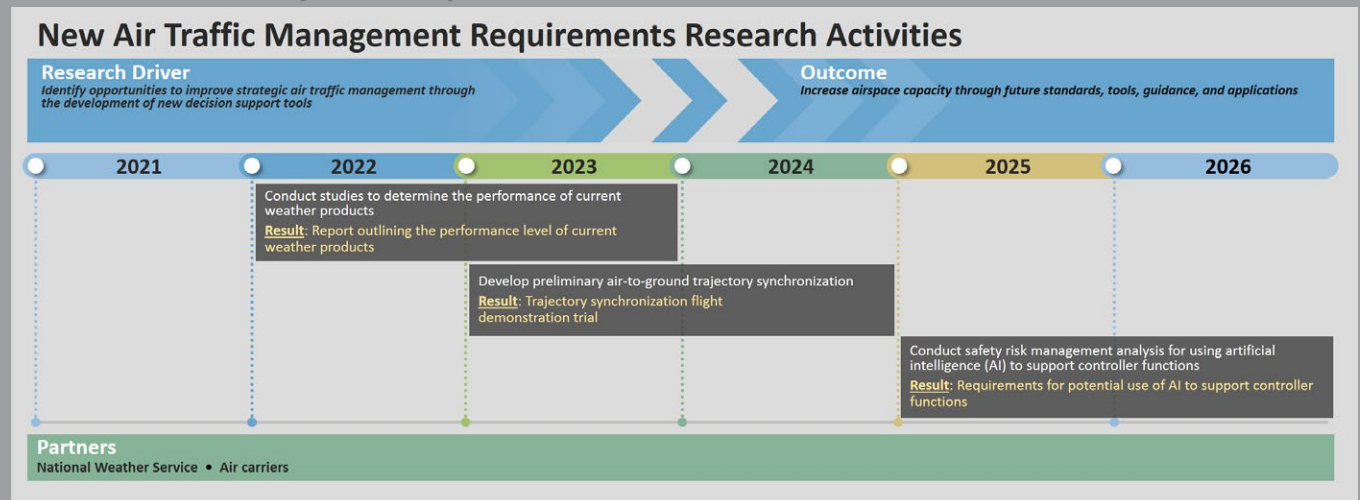 New Air Traffic Management Requirements Research Activities
Research Driver
Identify opportunities to improve strategic air traffic management through
the development of new decision support tools
Outcome
Increase airspace capacity through future standards, tools, guidance, and applications
2021
2022
2023
2024
2025
2026
Conduct studies to determine the performance of current
weather products
Result: Report outlining the performance level of current
weather products
Develop preliminary air-to-ground trajectory synchronization
Result: Trajectory synchronization flight
demonstration trial
Conduct safety risk management analysis for using artificial
intelligence (AI) to support controller functions
Result: Requirements for potential use of AI to support controller
functions
Partners
National Weather Service • Air carriers